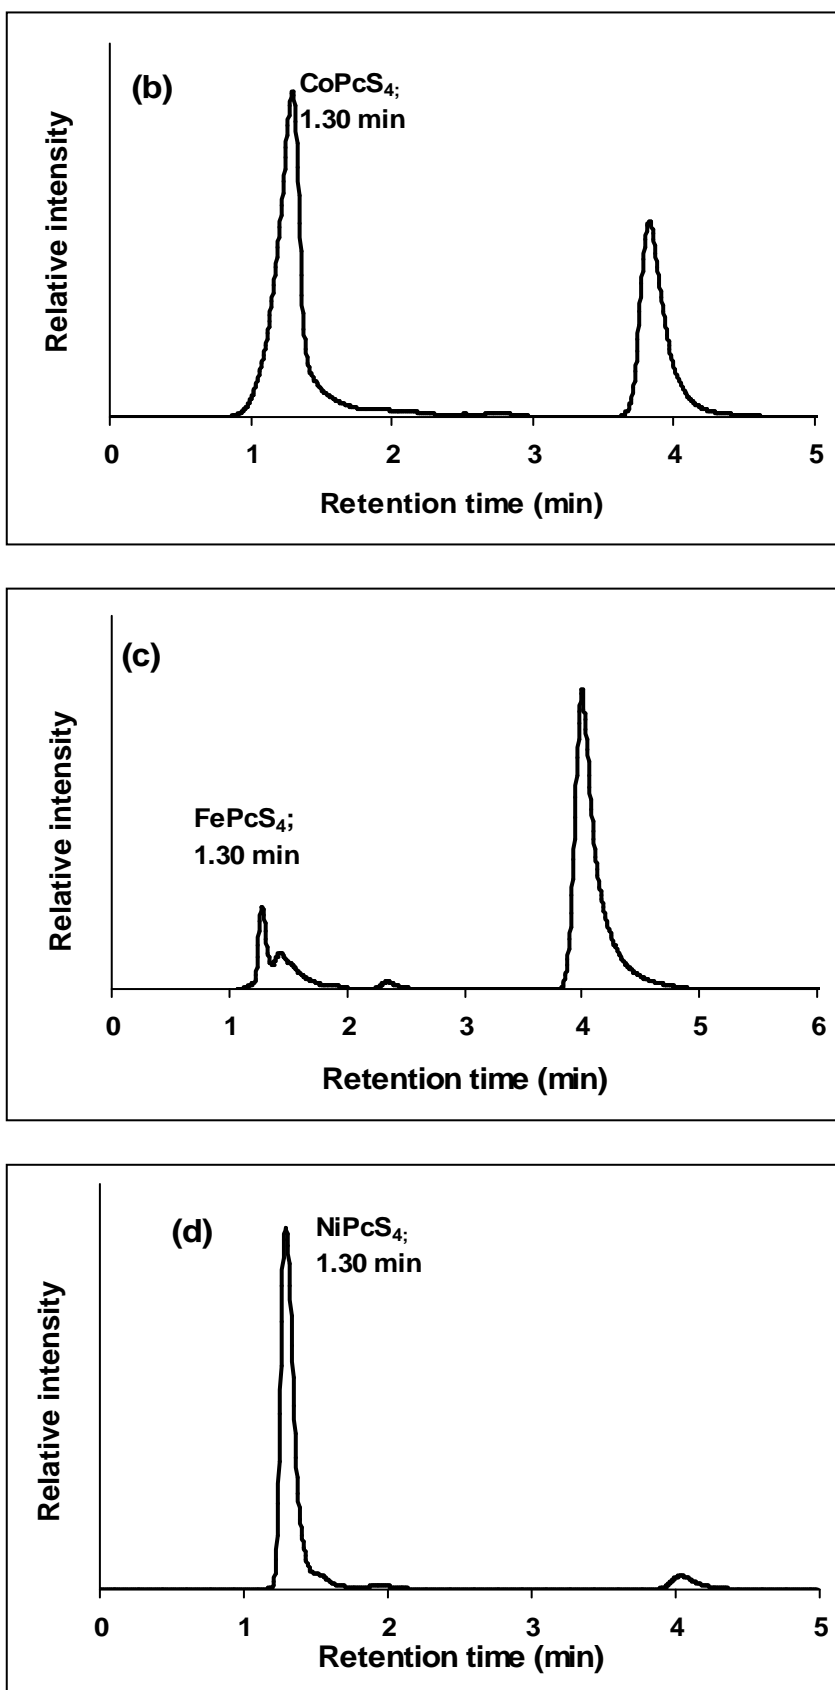 (b)
CoPcS₄;
1.30 min
Relative intensity
0 1 2 3 4 5
Retention time (min)
(c)
FePcS₄;
1.30 min
Relative intensity
0 1 2 3 4 5 6
Retention time (min)
(d)
NiPcS₄;
1.30 min
Relative intensity
0 1 2 3 4 5
Retention time (min)